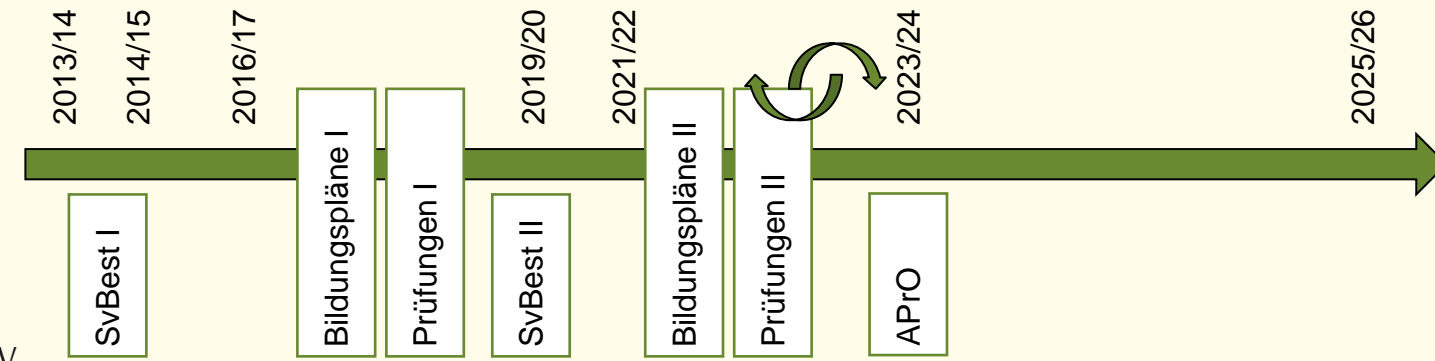 2013/14
2014/15
2016/17
2019/20
2021/22
2023/24
2025/26
SvBest I
Bildungspläne I
Prüfungen I
SvBest II
Bildungspläne II
Prüfungen II
APrO